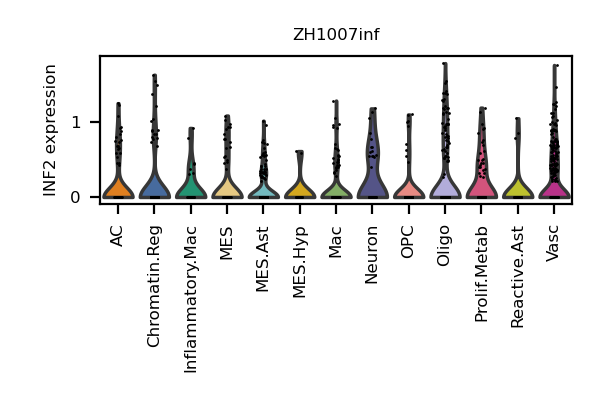 ZH1007inf
INF2 expression
1
0
AC
Chromatin.Reg
Inflammatory.Mac
MES
MES.Ast
MES.Hyp
Mac
Neuron
OPC
Oligo
Prolif.Metab
Reactive.Ast
Vasc